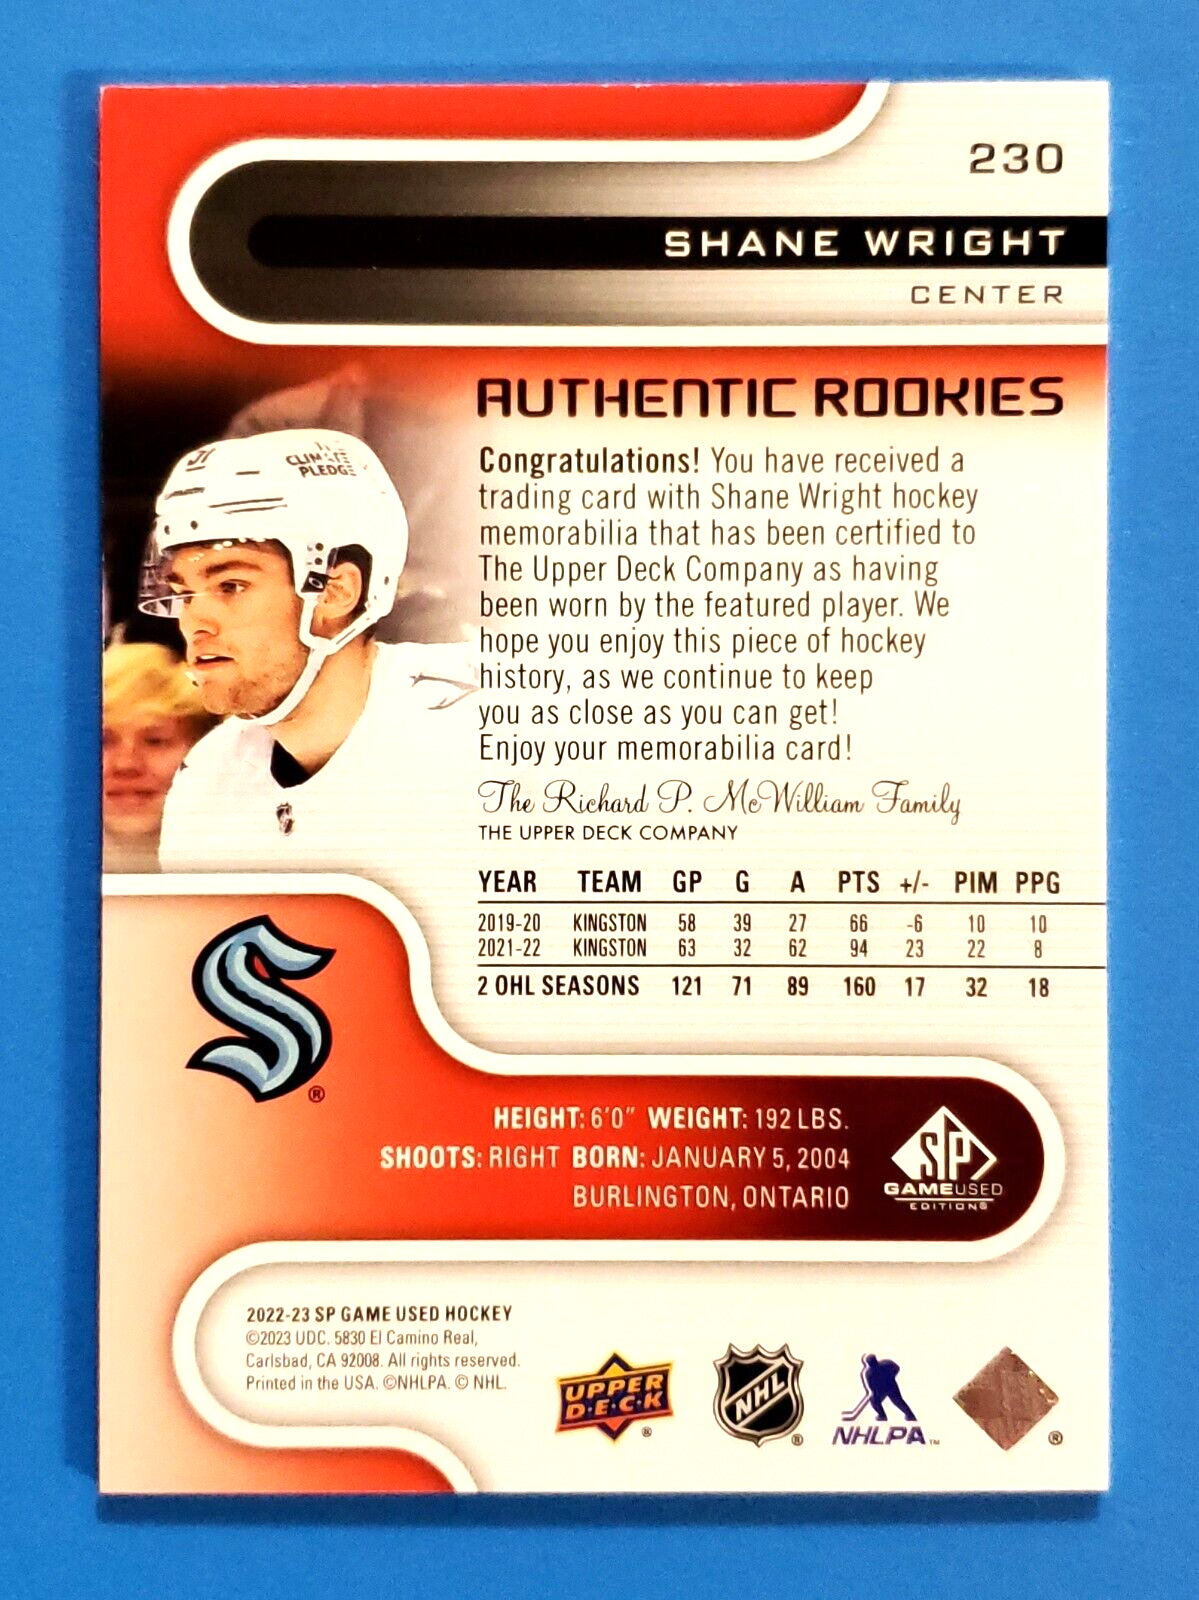 230
SHANE WRIGHT
CENTER
AUTHENTIC ROOKIES
Congratulations! You have received a
trading card with Shane Wright hockey
memorabilia that has been certified to
The Upper Deck Company as having
been worn by the featured player. We
hope you enjoy this piece of hockey
history, as we continue to keep
you as close as you can get!
Enjoy your memorabilia card!
The Richard P. McWilliam Family
THE UPPER DECK COMPANY
51
CLIMATE
PLEDGE
YEAR TEAM GP G A PTS +/- PIM PPG
2019-20 KINGSTON 58 39 27 66 -6 10 10
2021-22 KINGSTON 63 32 62 94 23 22 8
2 OHL SEASONS 121 71 89 160 17 32 18
S®
HEIGHT: 6'0" WEIGHT: 192 LBS.
SHOOTS: RIGHT BORN: JANUARY 5, 2004
BURLINGTON, ONTARIO
SP
GAMEUSED
EDITION®
2022-23 SP GAME USED HOCKEY
©2023 UDC. 5830 El Camino Real,
Carlsbad, CA 92008. All rights reserved.
Printed in the USA. ©NHLPA. © NHL.
UPPER
D·E·C·K
®
NHL
®
NHLPA™
®